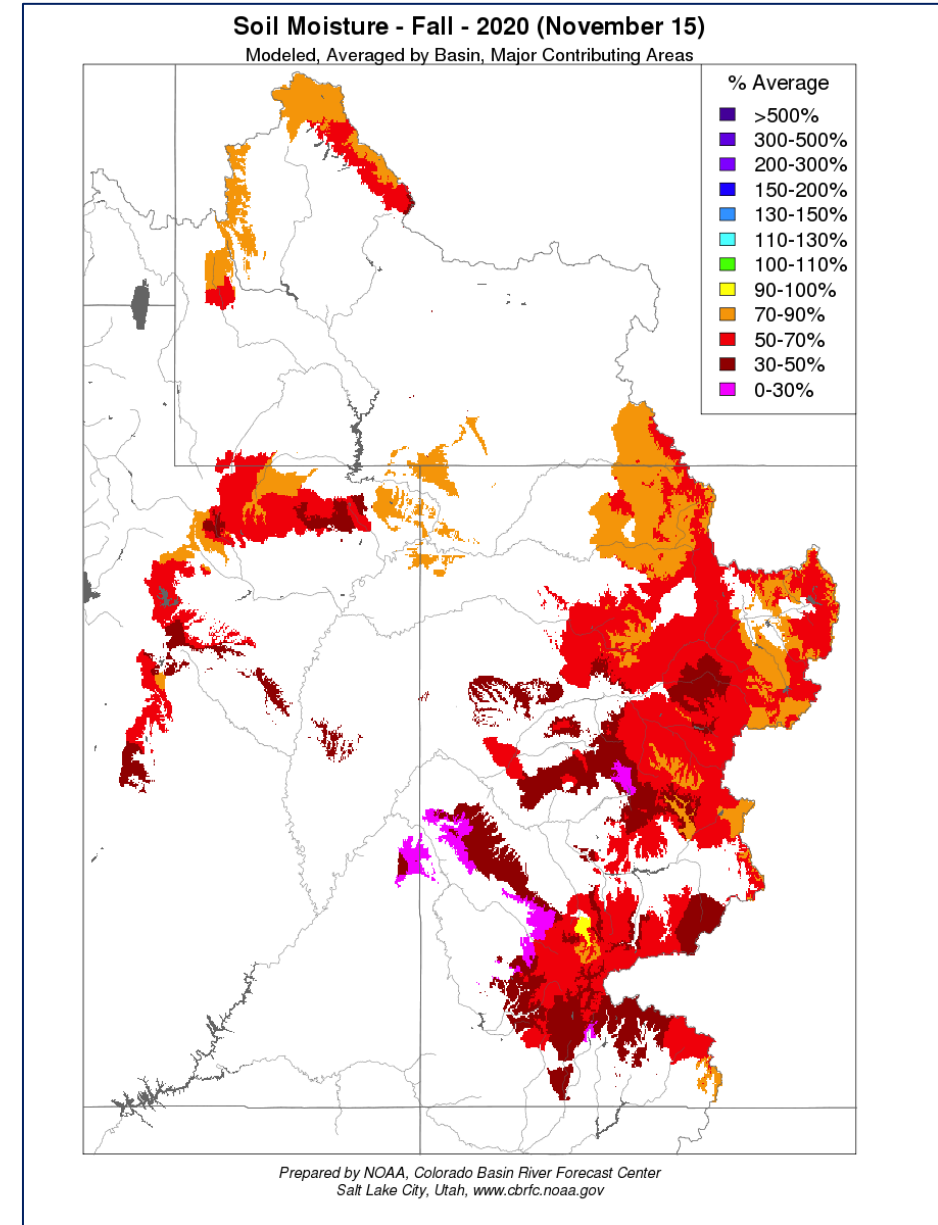 Soil Moisture - Fall - 2020 (November 15)
Modeled, Averaged by Basin, Major Contributing Areas
% Average
>500%
300-500%
200-300%
150-200%
130-150%
110-130%
100-110%
90-100%
70-90%
50-70%
30-50%
0-30%
Prepared by NOAA, Colorado Basin River Forecast Center
Salt Lake City, Utah, www.cbrfc.noaa.gov